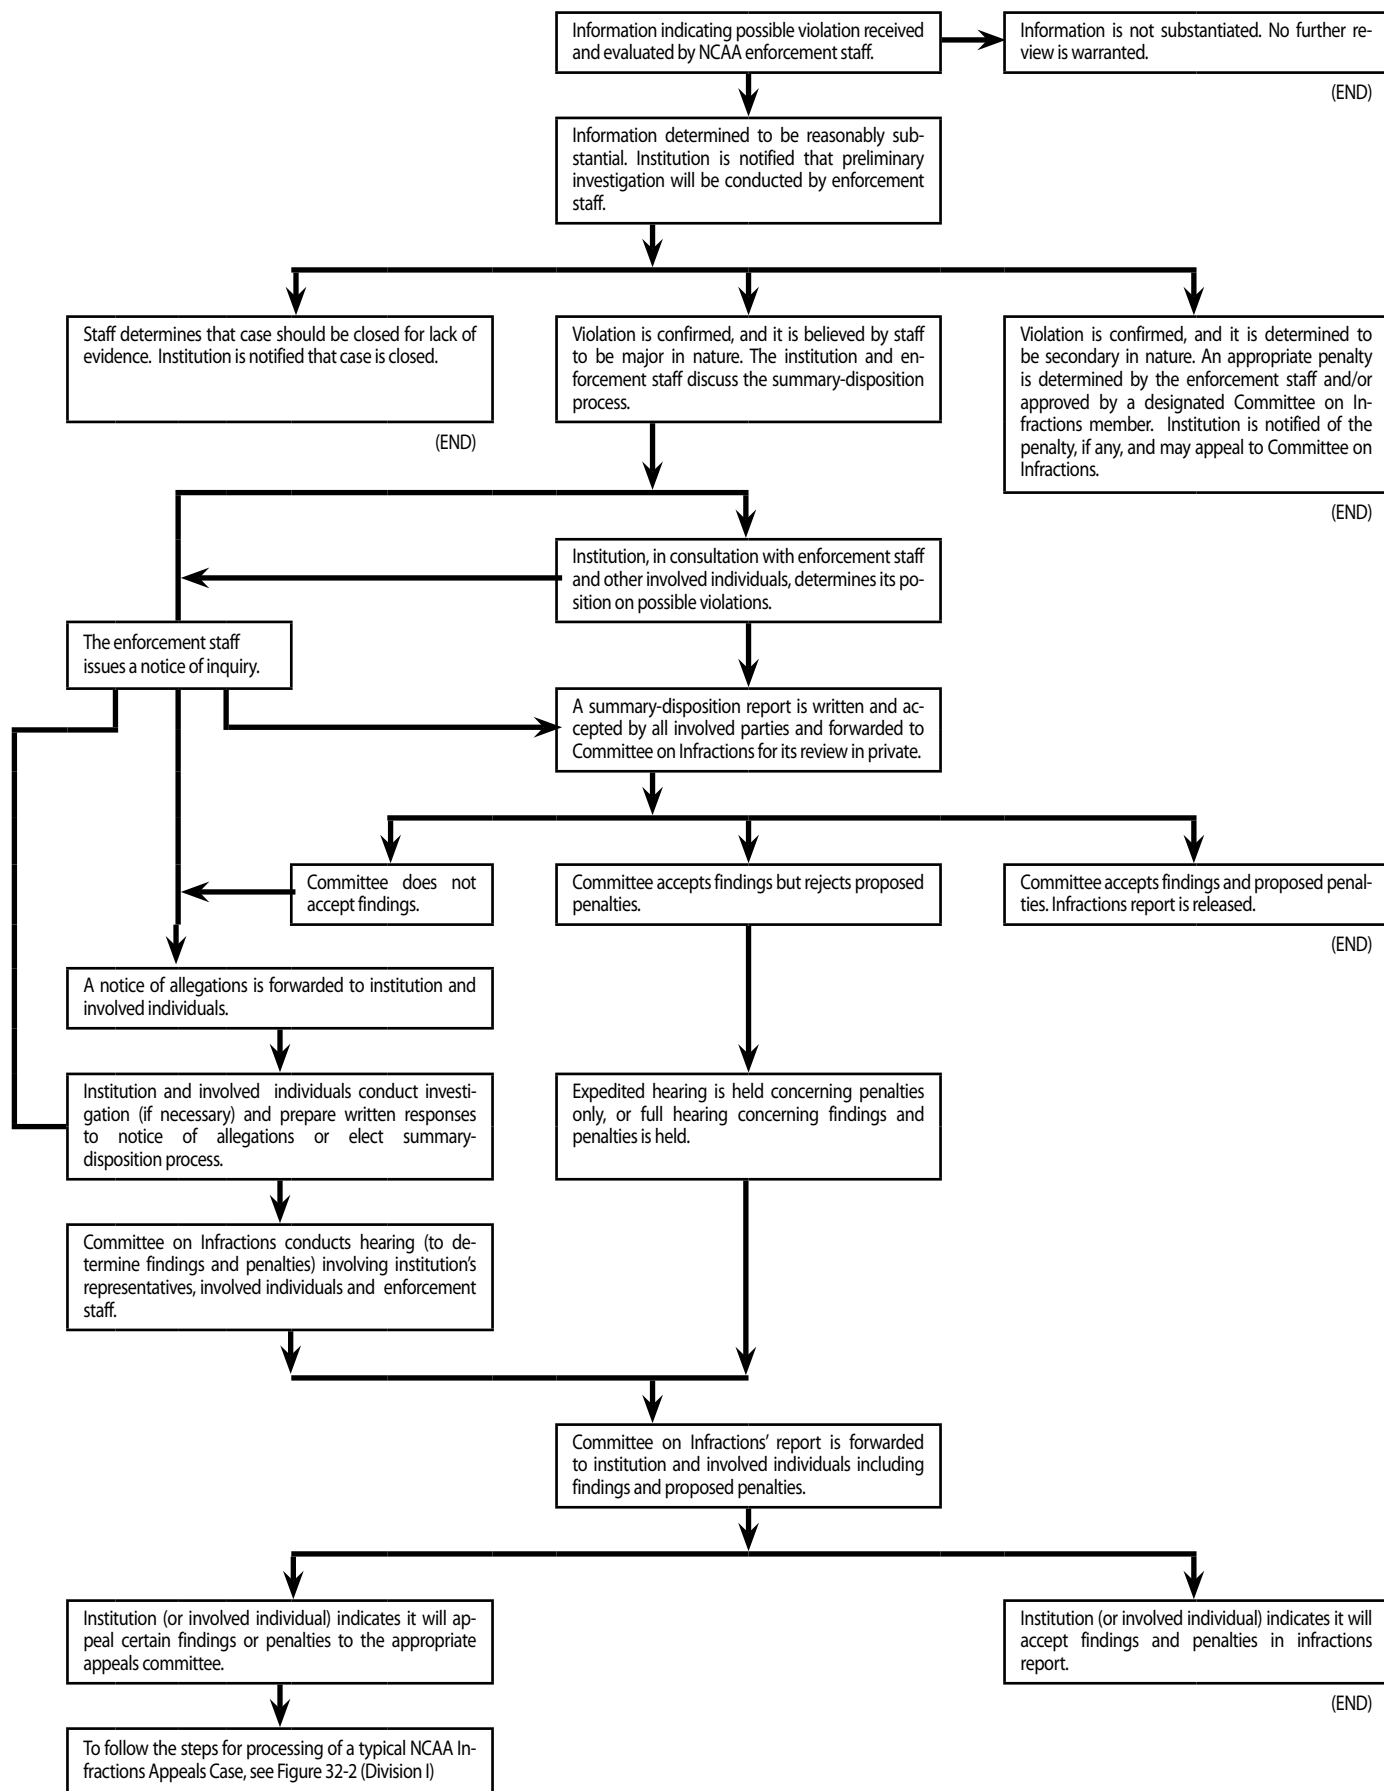 Information indicating possible violation received
and evaluated by NCAA enforcement staff.
Information is not substantiated. No further re-
view is warranted.
(END)
Information determined to be reasonably sub-
stantial. Institution is notified that preliminary
investigation will be conducted by enforcement
staff.
Staff determines that case should be closed for lack of
evidence. Institution is notified that case is closed.
(END)
Violation is confirmed, and it is believed by staff
to be major in nature. The institution and en-
forcement staff discuss the summary-disposition
process.
Violation is confirmed, and it is determined to
be secondary in nature. An appropriate penalty
is determined by the enforcement staff and/or
approved by a designated Committee on In-
fractions member. Institution is notified of the
penalty, if any, and may appeal to Committee on
Infractions.
(END)
Institution, in consultation with enforcement staff
and other involved individuals, determines its po-
sition on possible violations.
The enforcement staff
issues a notice of inquiry.
A summary-disposition report is written and ac-
cepted by all involved parties and forwarded to
Committee on Infractions for its review in private.
Committee does not
accept findings.
Committee accepts findings but rejects proposed
penalties.
Committee accepts findings and proposed penal-
ties. Infractions report is released.
(END)
A notice of allegations is forwarded to institution and
involved individuals.
Institution and involved individuals conduct investi-
gation (if necessary) and prepare written responses
to notice of allegations or elect summary-
disposition process.
Expedited hearing is held concerning penalties
only, or full hearing concerning findings and
penalties is held.
Committee on Infractions conducts hearing (to de-
termine findings and penalties) involving institution's
representatives, involved individuals and enforcement
staff.
Committee on Infractions' report is forwarded
to institution and involved individuals including
findings and proposed penalties.
Institution (or involved individual) indicates it will ap-
peal certain findings or penalties to the appropriate
appeals committee.
Institution (or involved individual) indicates it will
accept findings and penalties in infractions
report.
(END)
To follow the steps for processing of a typical NCAA In-
fractions Appeals Case, see Figure 32-2 (Division I)